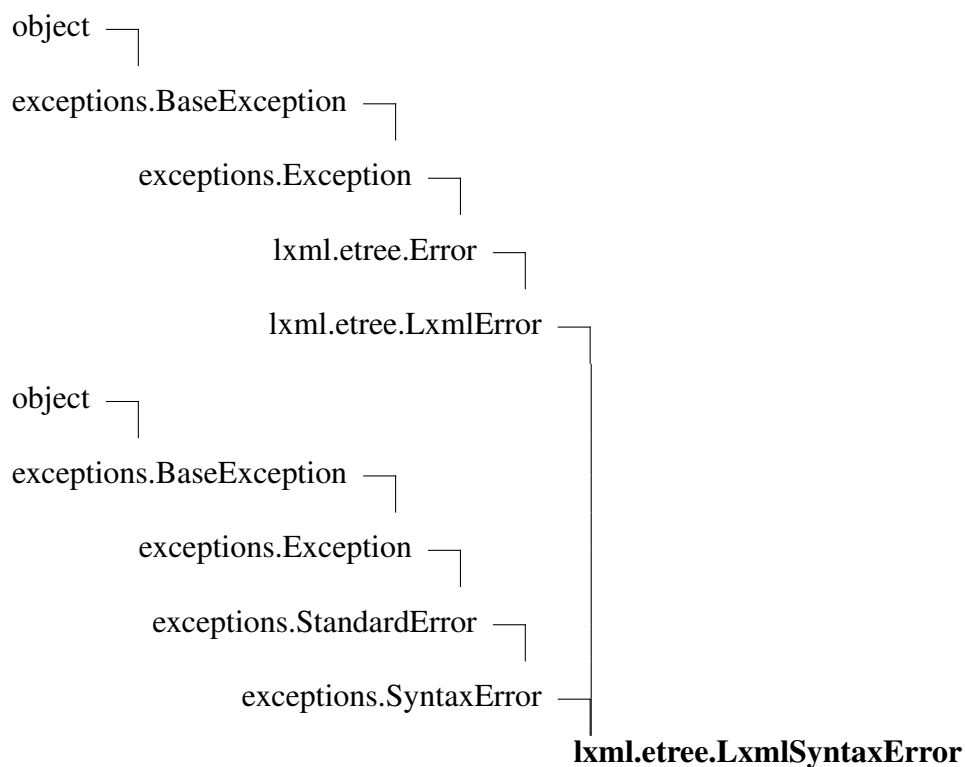 object
exceptions.BaseException
exceptions.Exception
lxml.etree.Error
lxml.etree.LxmlError
object
exceptions.BaseException
exceptions.Exception
exceptions.StandardError
exceptions.SyntaxError
lxml.etree.LxmlSyntaxError